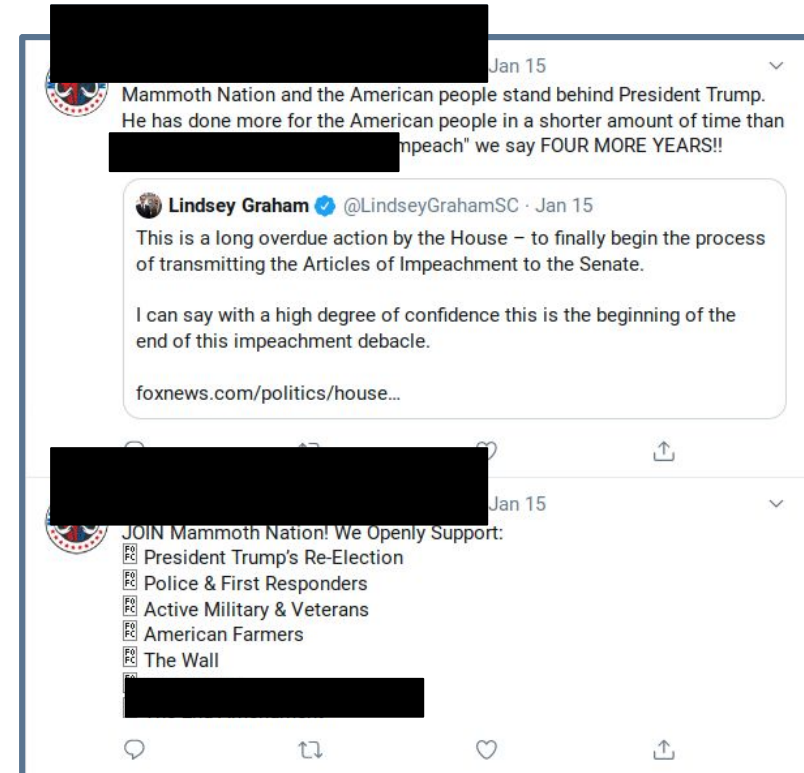 Jan 15
Mammoth Nation and the American people stand behind President Trump.
He has done more for the American people in a shorter amount of time than
we say FOUR MORE YEARS!!
Lindsey Graham @LindseyGrahamSC · Jan 15
This is a long overdue action by the House – to finally begin the process
of transmitting the Articles of Impeachment to the Senate.
I can say with a high degree of confidence this is the beginning of the
end of this impeachment debacle.
foxnews.com/politics/house...
Jan 15
JOIN Mammoth Nation! We Openly Support:
President Trump's Re-Election
Police & First Responders
Active Military & Veterans
American Farmers
The Wall